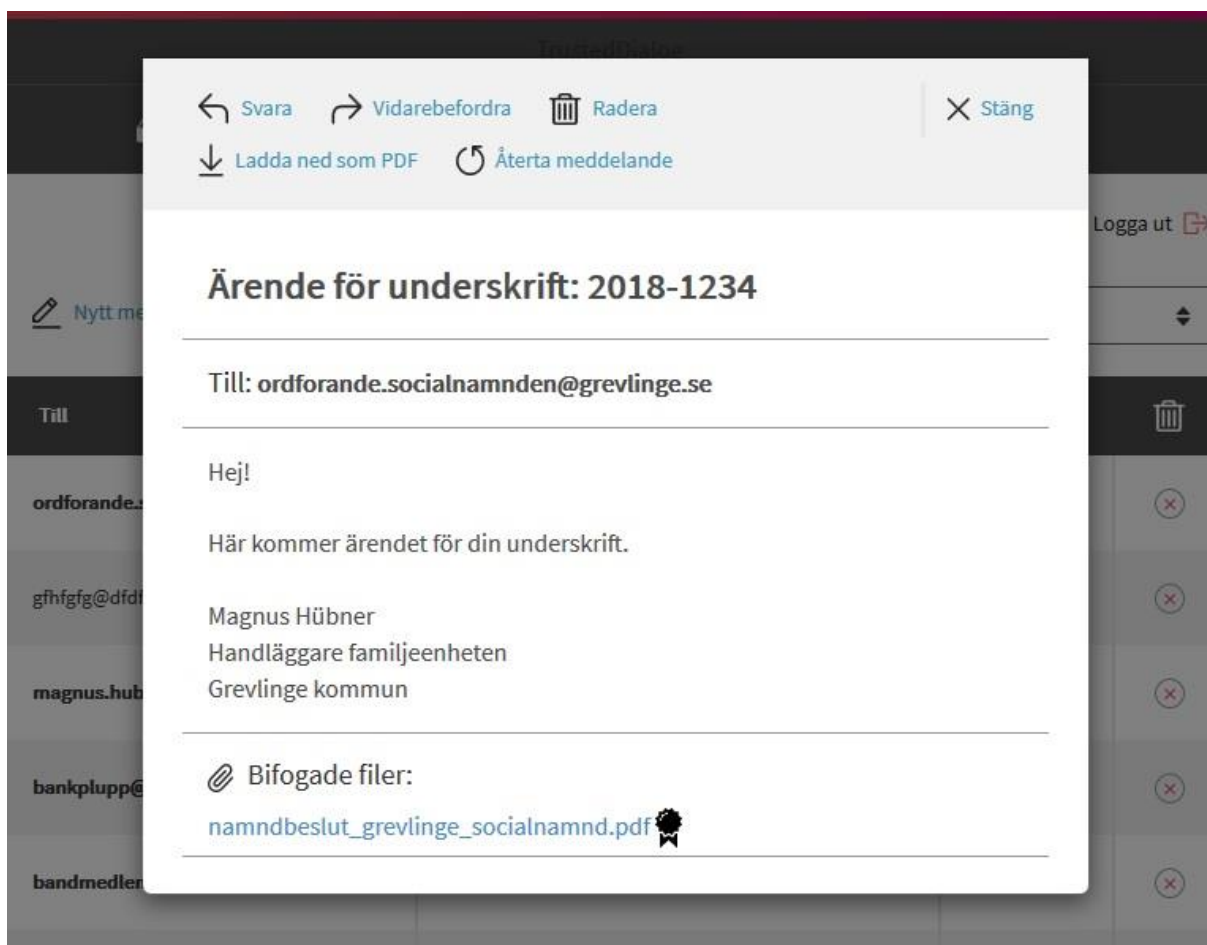 TrustedDialog
Svara Vidarebefordra Radera Stäng
Ladda ned som PDF Återta meddelande
Logga ut
Ärende för underskrift: 2018-1234
Nytt me
Till: ordforande.socialnamnden@grevlinge.se
Till
Hej!
ordforande.s
Här kommer ärendet för din underskrift.
gfhfgfg@dfdf
Magnus Hübner
Handläggare familjeenheten
Grevlinge kommun
magnus.hub
Bifogade filer:
bankplupp@
namndbeslut_grevlinge_socialnamnd.pdf
bandmedlem